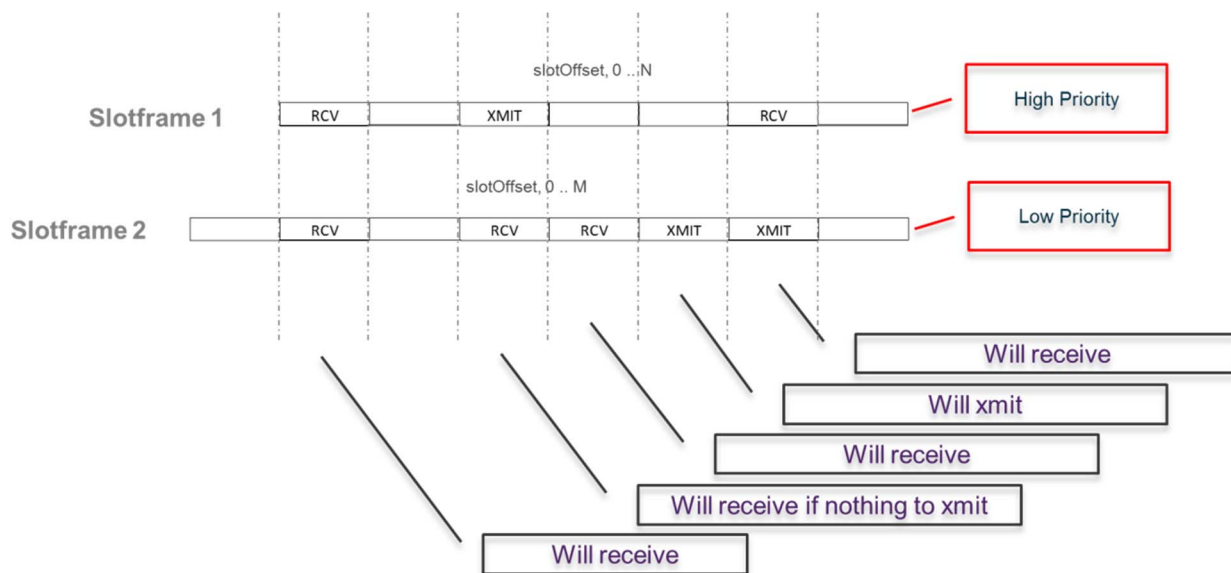 slotOffset, 0 .. N
Slotframe 1
RCV XMIT RCV
High Priority
slotOffset, 0 .. M
Slotframe 2
RCV RCV RCV XMIT XMIT
Low Priority
Will receive
Will xmit
Will receive
Will receive if nothing to xmit
Will receive